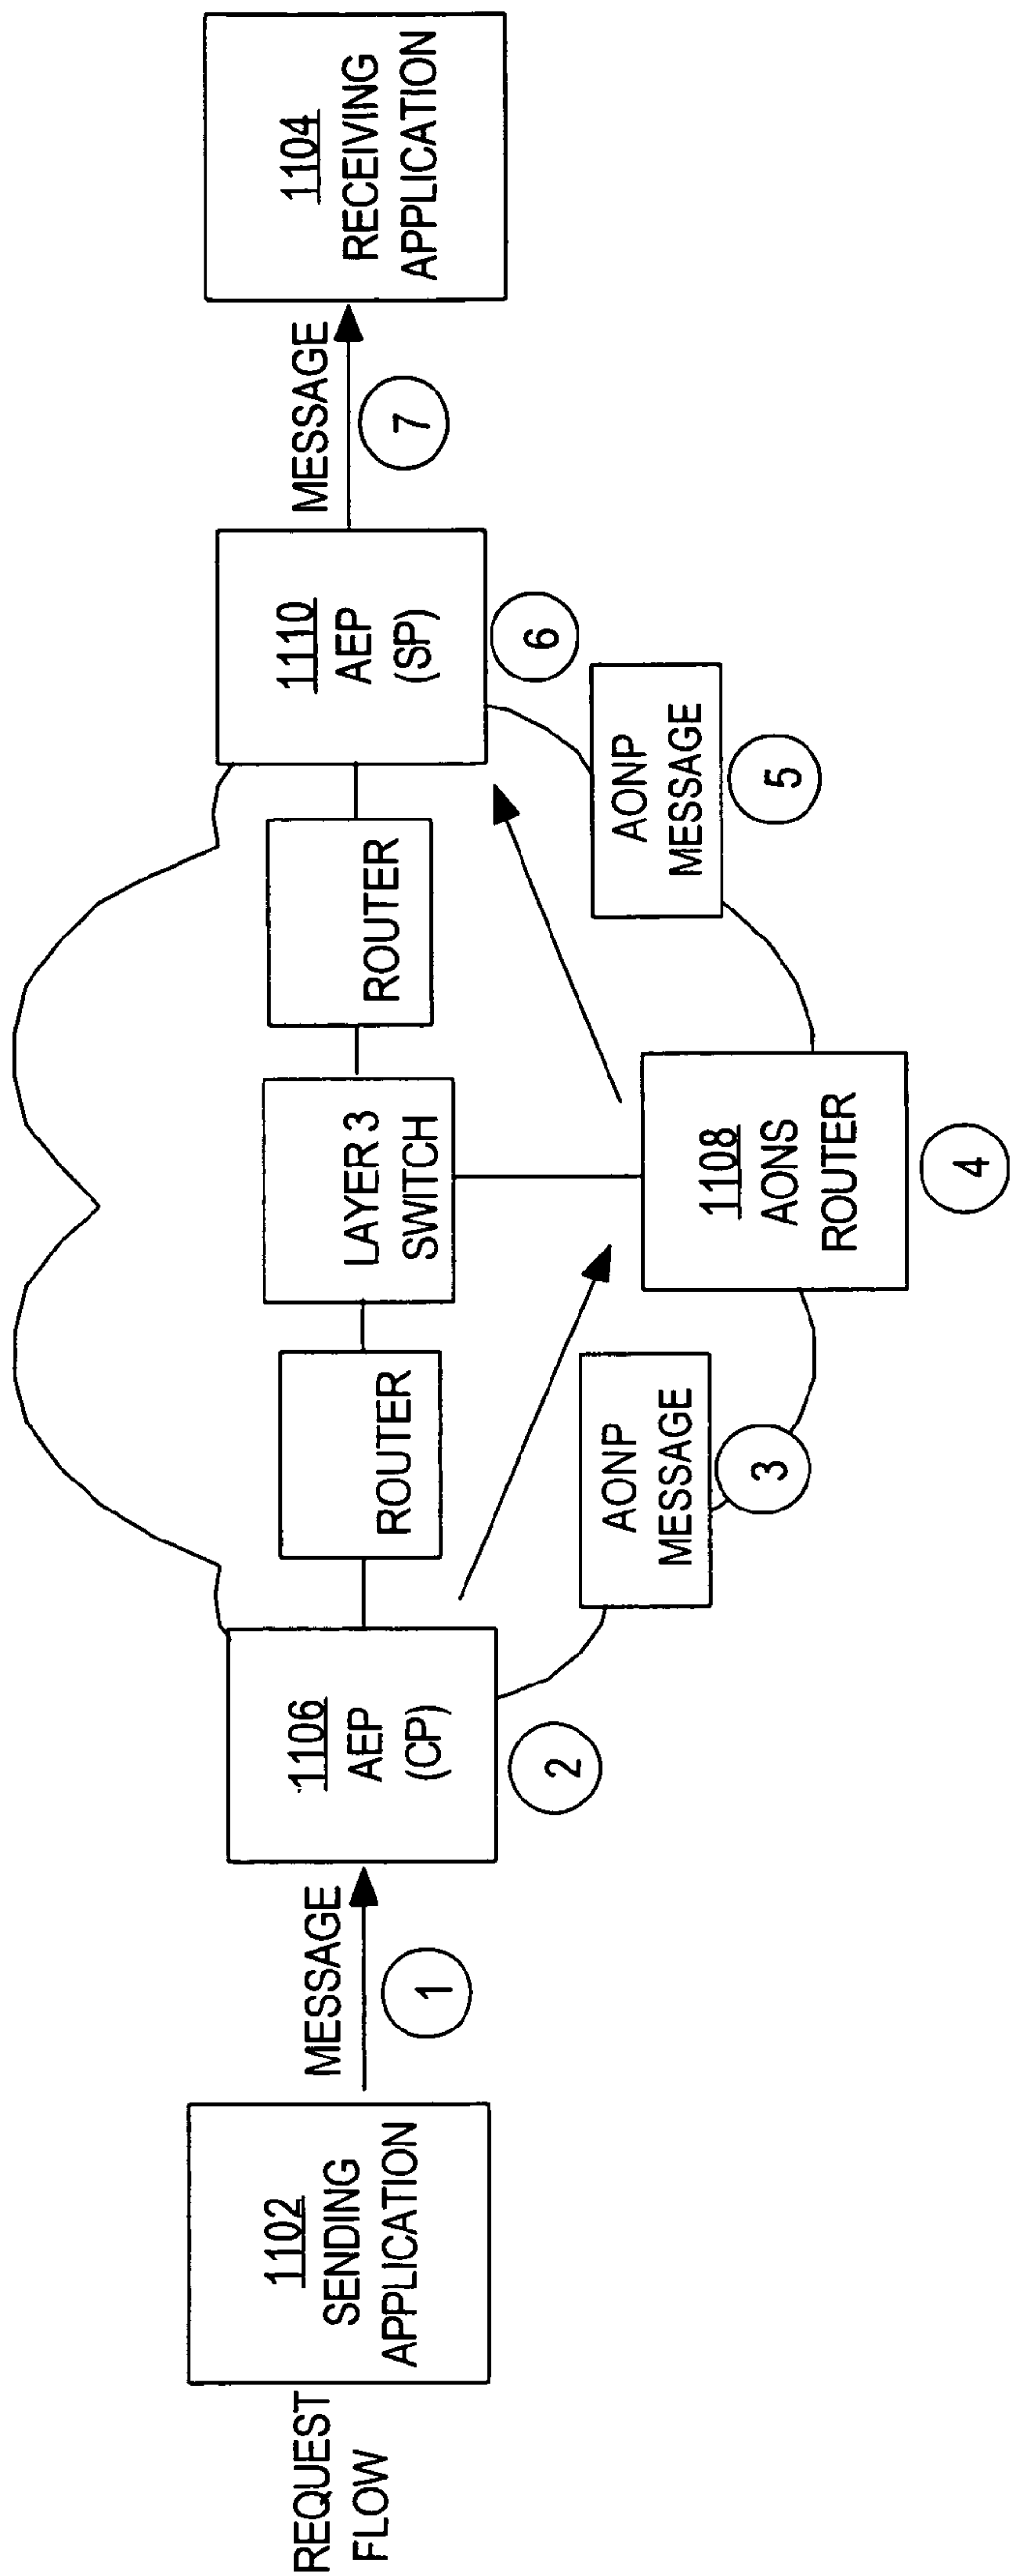 REQUEST
FLOW
1102
SENDING
APPLICATION
MESSAGE
1
1106
AEP
(CP)
2
ROUTER
AONP
MESSAGE
3
LAYER 3
SWITCH
1108
AONS
ROUTER
4
ROUTER
AONP
MESSAGE
5
1110
AEP
(SP)
6
MESSAGE
7
1104
RECEIVING
APPLICATION